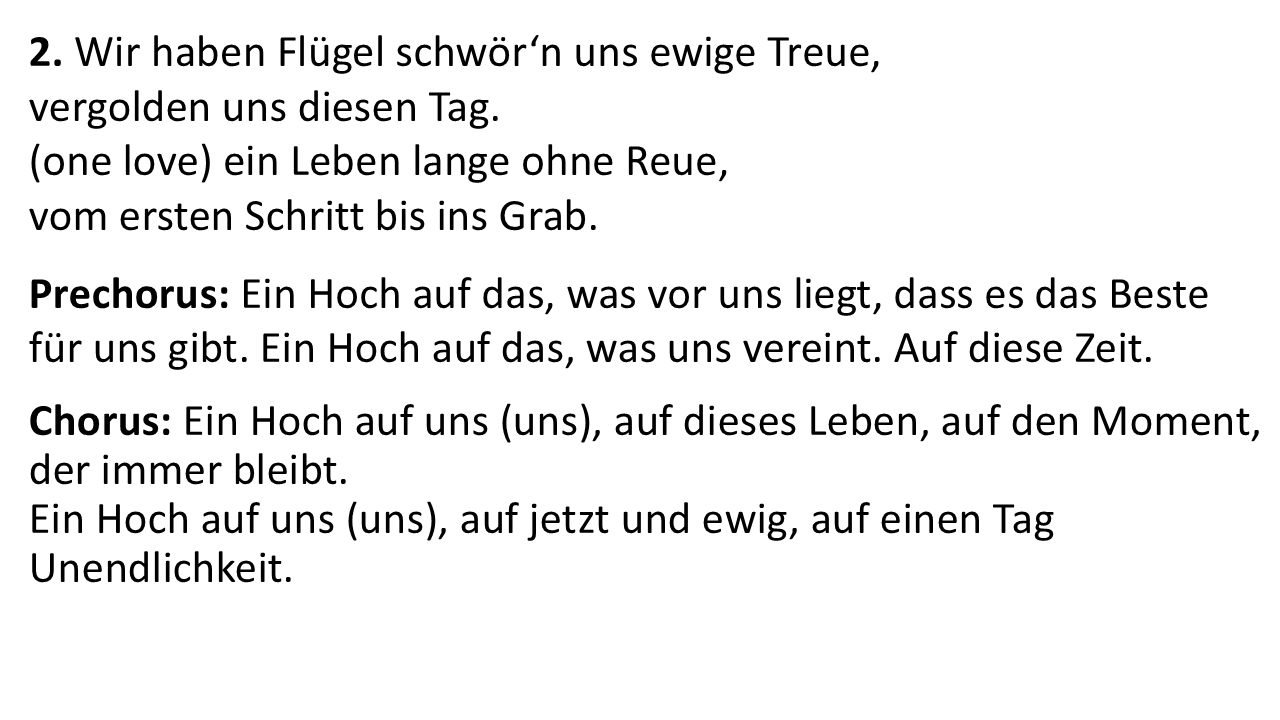 2. Wir haben Flügel schwör‘n uns ewige Treue,
vergolden uns diesen Tag.
(one love) ein Leben lange ohne Reue,
vom ersten Schritt bis ins Grab.
Prechorus: Ein Hoch auf das, was vor uns liegt, dass es das Beste
für uns gibt. Ein Hoch auf das, was uns vereint. Auf diese Zeit.
Chorus: Ein Hoch auf uns (uns), auf dieses Leben, auf den Moment,
der immer bleibt.
Ein Hoch auf uns (uns), auf jetzt und ewig, auf einen Tag
Unendlichkeit.